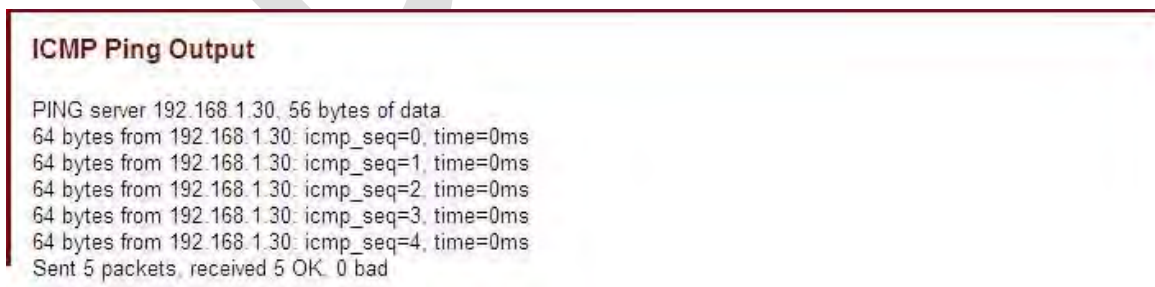 ICMP Ping Output
PING server 192.168.1.30, 56 bytes of data.
64 bytes from 192.168.1.30: icmp_seq=0, time=0ms
64 bytes from 192.168.1.30: icmp_seq=1, time=0ms
64 bytes from 192.168.1.30: icmp_seq=2, time=0ms
64 bytes from 192.168.1.30: icmp_seq=3, time=0ms
64 bytes from 192.168.1.30: icmp_seq=4, time=0ms
Sent 5 packets, received 5 OK, 0 bad